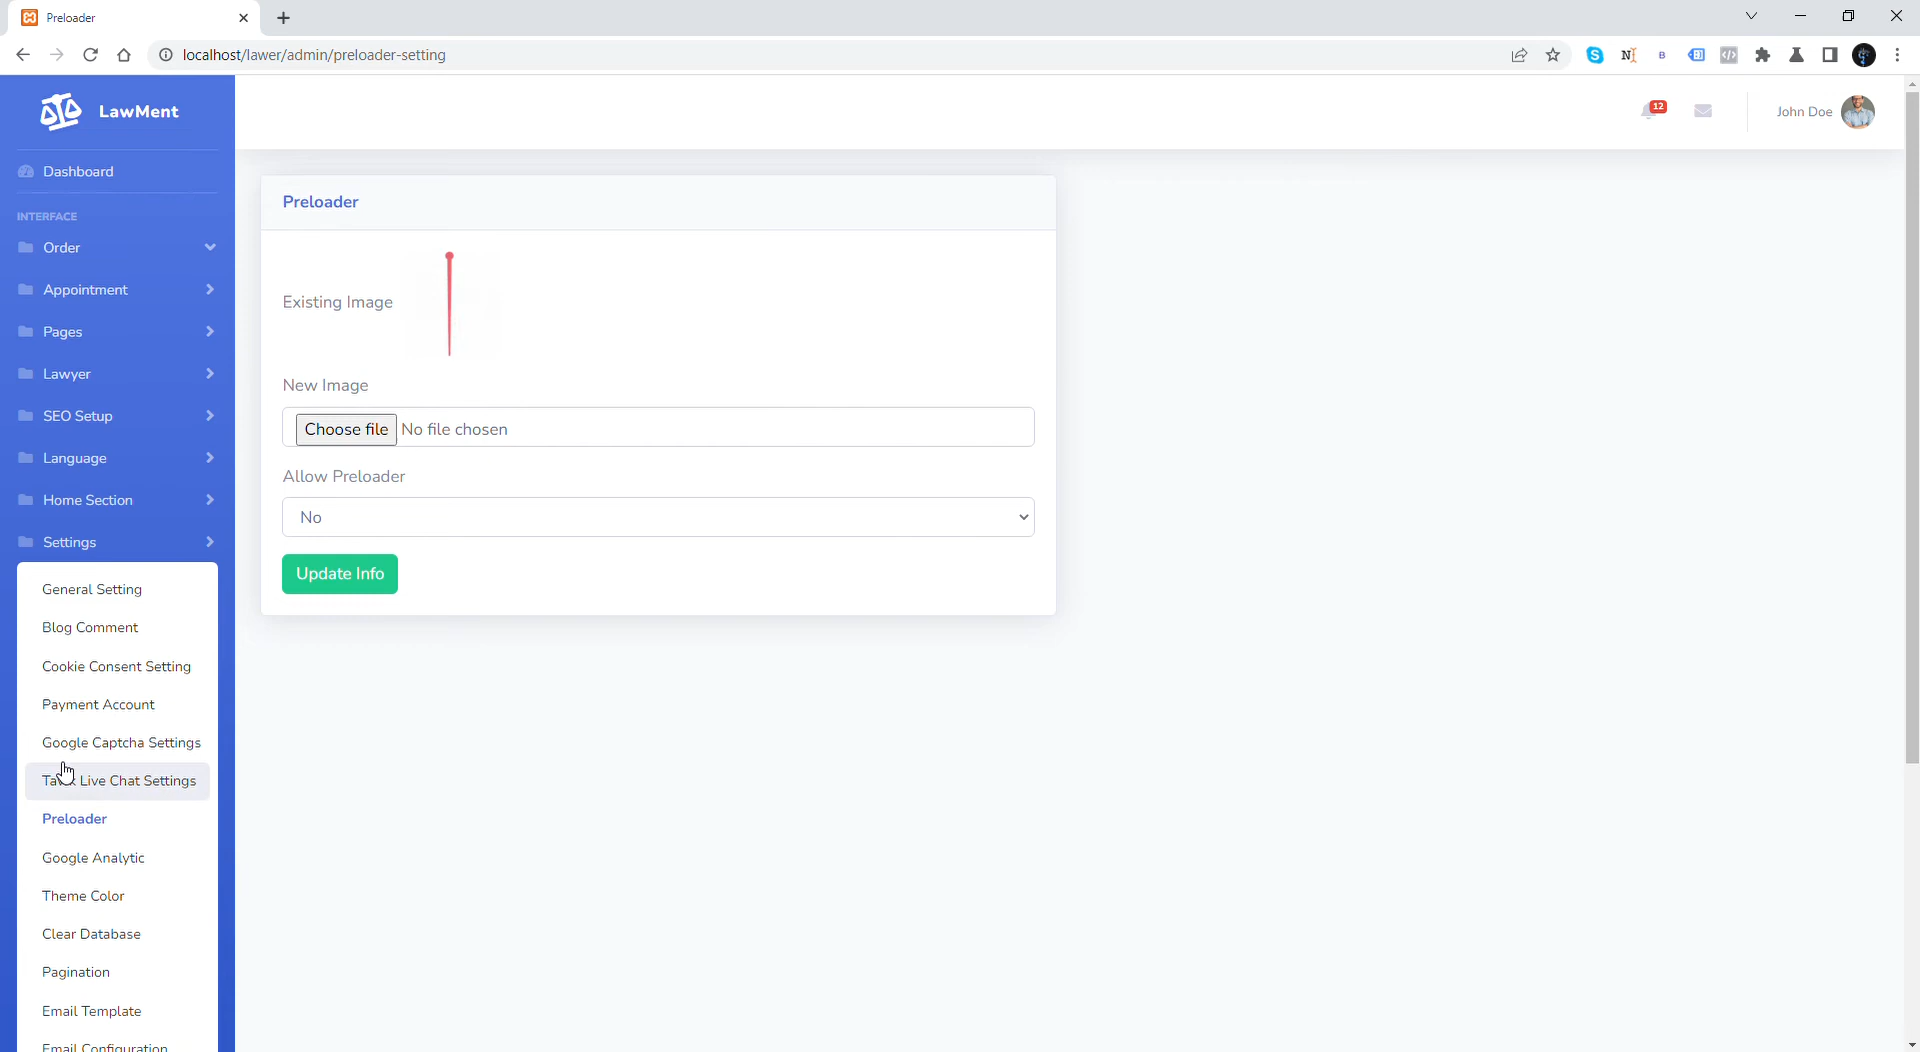 Preloader
localhost/lawer/admin/preloader-setting
N
B
LawMent
12
John Doe
Dashboard
INTERFACE
Order
Appointment
Pages
Lawyer
SEO Setup
Language
Home Section
Settings
General Setting
Blog Comment
Cookie Consent Setting
Payment Account
Google Captcha Settings
Live Chat Settings
Preloader
Google Analytic
Theme Color
Clear Database
Pagination
Email Template
Email Configuration
Preloader
Existing Image
New Image
Choose file No file chosen
Allow Preloader
No
Update Info